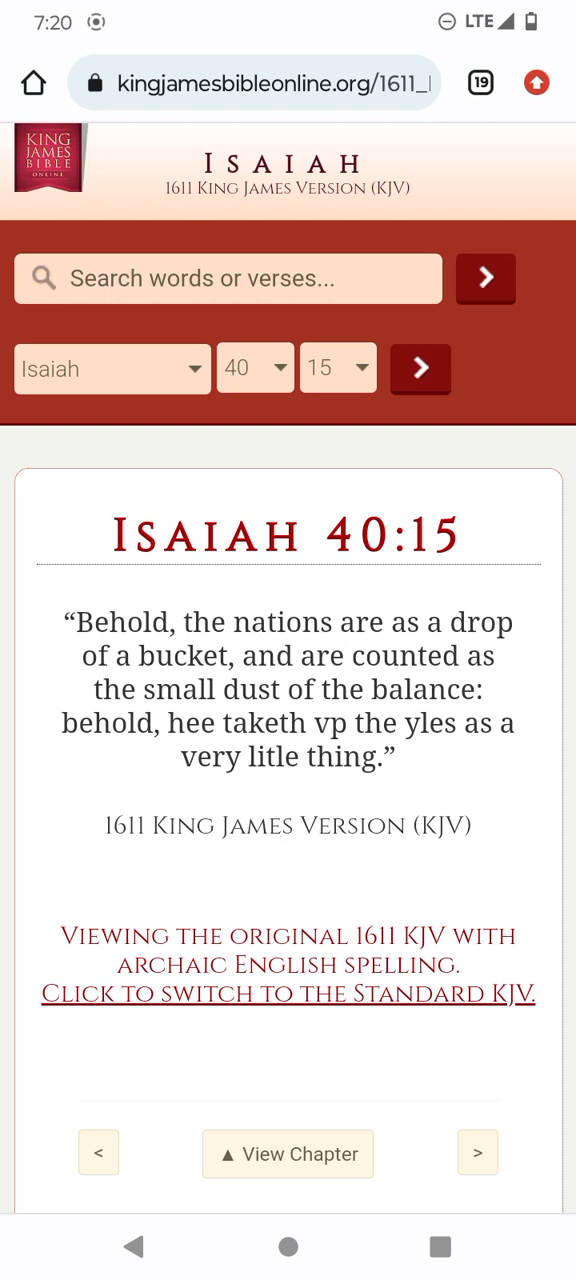 7:20 LTE
kingjamesbibleonline.org/1611_ 19
KING
JAMES
BIBLE
ONLINE
ISAIAH
1611 KING JAMES VERSION (KJV)
Search words or verses...
Isaiah 40 15
ISAIAH 40:15
“Behold, the nations are as a drop
of a bucket, and are counted as
the small dust of the balance:
behold, hee taketh vp the yles as a
very litle thing.”
1611 KING JAMES VERSION (KJV)
VIEWING THE ORIGINAL 1611 KJV WITH
ARCHAIC ENGLISH SPELLING.
CLICK TO SWITCH TO THE STANDARD KJV.
< ▲ View Chapter >